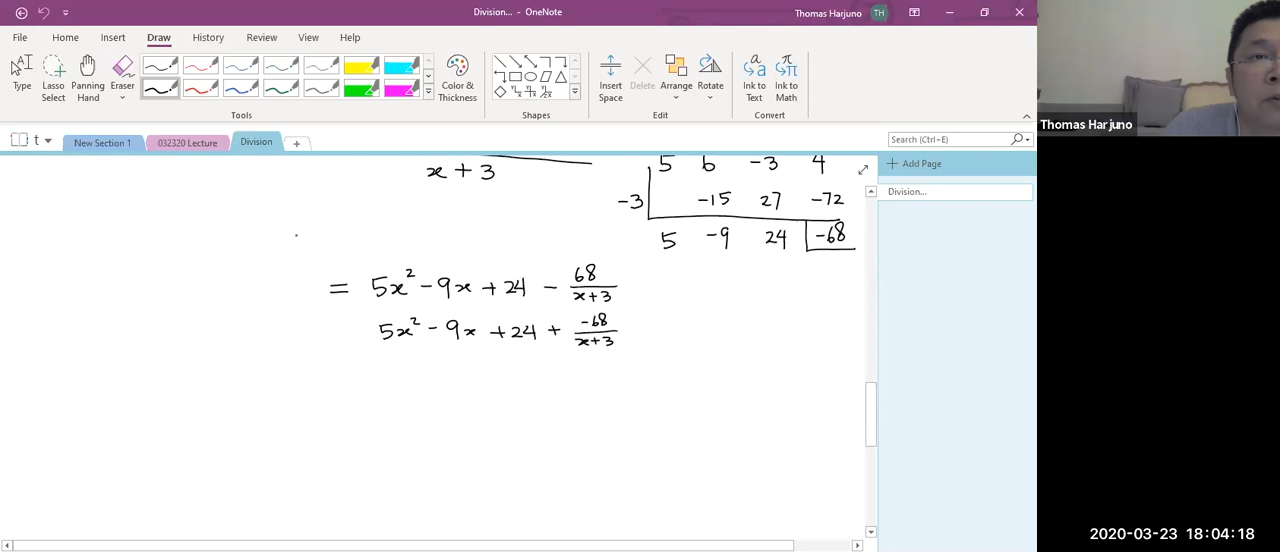 Division... - OneNote
Thomas Harjuno TH
File Home Insert Draw History Review View Help
Type
Lasso Select
Panning Hand
Eraser
Color & Thickness
Insert Space
Delete
Arrange
Rotate
Ink to Text
Ink to Math
Tools
Shapes
Edit
Convert
Thomas Harjuno
t
New Section 1
032320 Lecture
Division
Search (Ctrl+E)
Add Page
Division...
x + 3
5 6 -3 4
-3 -15 27 -72
5 -9 24 -68
= 5x² - 9x + 24 - 68/(x+3)
5x² - 9x + 24 + -68/(x+3)
2020-03-23 18:04:18